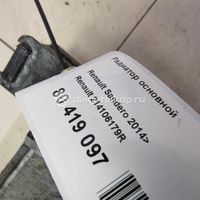 Радиатор основной
Renault Sandero 2014>
Renault 214106179R
80 419 097